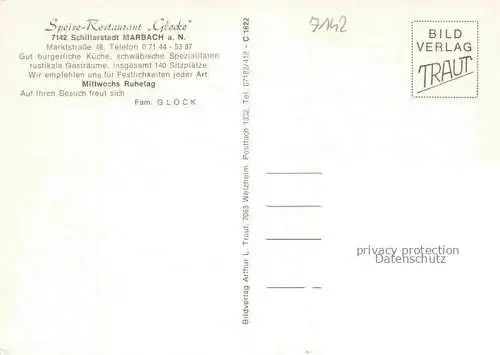 Speise-Restaurant „Glocke“
7142 Schillerstadt MARBACH a. N.
Marktstraße 48, Telefon 0 71 44 - 53 87
Gut bürgerliche Küche, schwäbische Spezialitäten
rustikale Gasträume, insgesamt 140 Sitzplätze
Wir empfehlen uns für Festlichkeiten jeder Art
Mittwochs Ruhetag
Auf Ihren Besuch freut sich
Fam. GLOCK
7142
BILD
VERLAG
TRAUT
Bildverlag Arthur L. Traut, 7063 Welzheim, Postfach 1302, Tel. 07182/412 - C 1622
privacy protection
Datenschutz